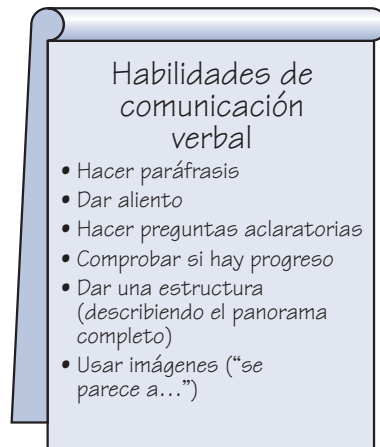 Habilidades de
comunicación
verbal
• Hacer paráfrasis
• Dar aliento
• Hacer preguntas aclaratorias
• Comprobar si hay progreso
• Dar una estructura
(describiendo el panorama
completo)
• Usar imágenes (“se
parece a...”)